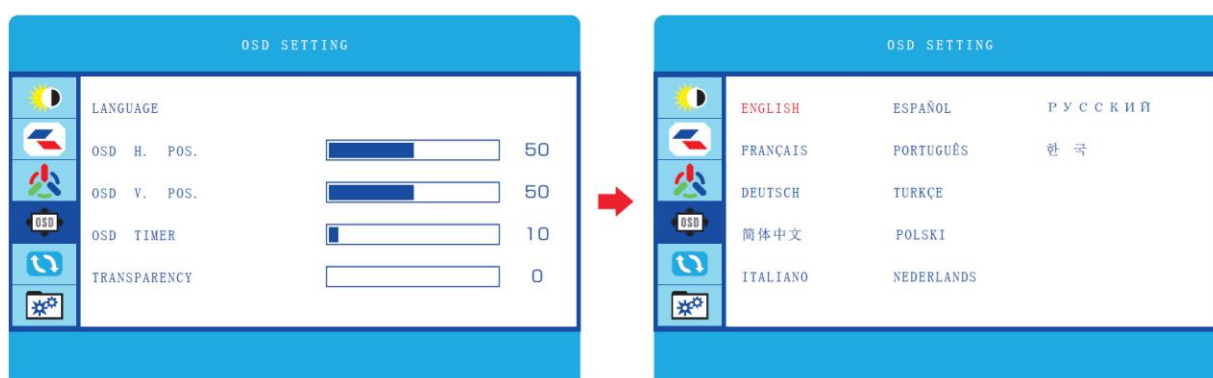 OSD SETTING
LANGUAGE
OSD H. POS. 50
OSD V. POS. 50
OSD TIMER 10
TRANSPARENCY 0
OSD
OSD SETTING
ENGLISH ESPAÑOL РУССКИЙ
FRANÇAIS PORTUGUÊS 한 국
DEUTSCH TURKÇE
简体中文 POLSKI
ITALIANO NEDERLANDS
OSD